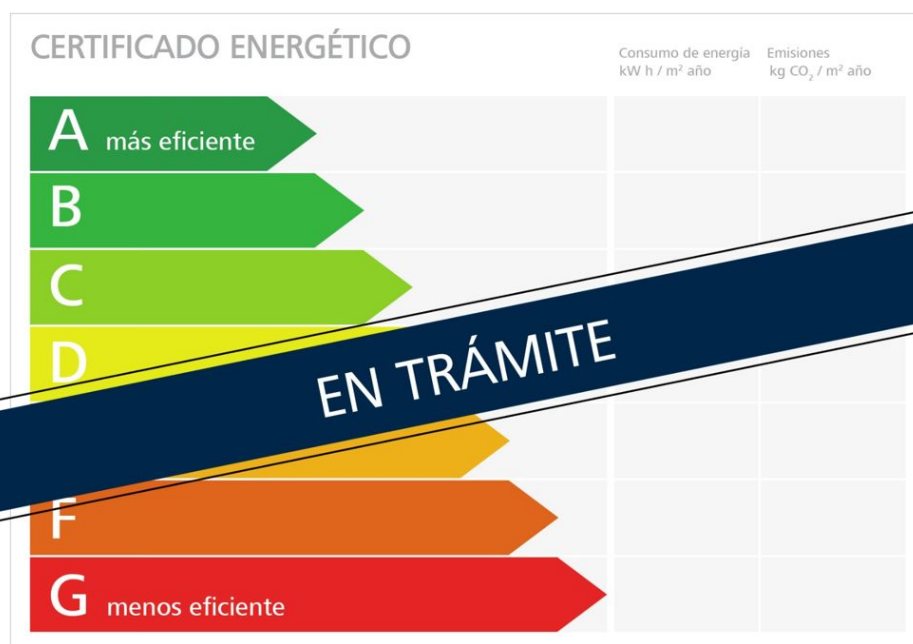 CERTIFICADO ENERGÉTICO
Consumo de energía
kW h / m² año
Emisiones
kg CO₂ / m² año
A más eficiente
B
C
D
EN TRÁMITE
F
G menos eficiente